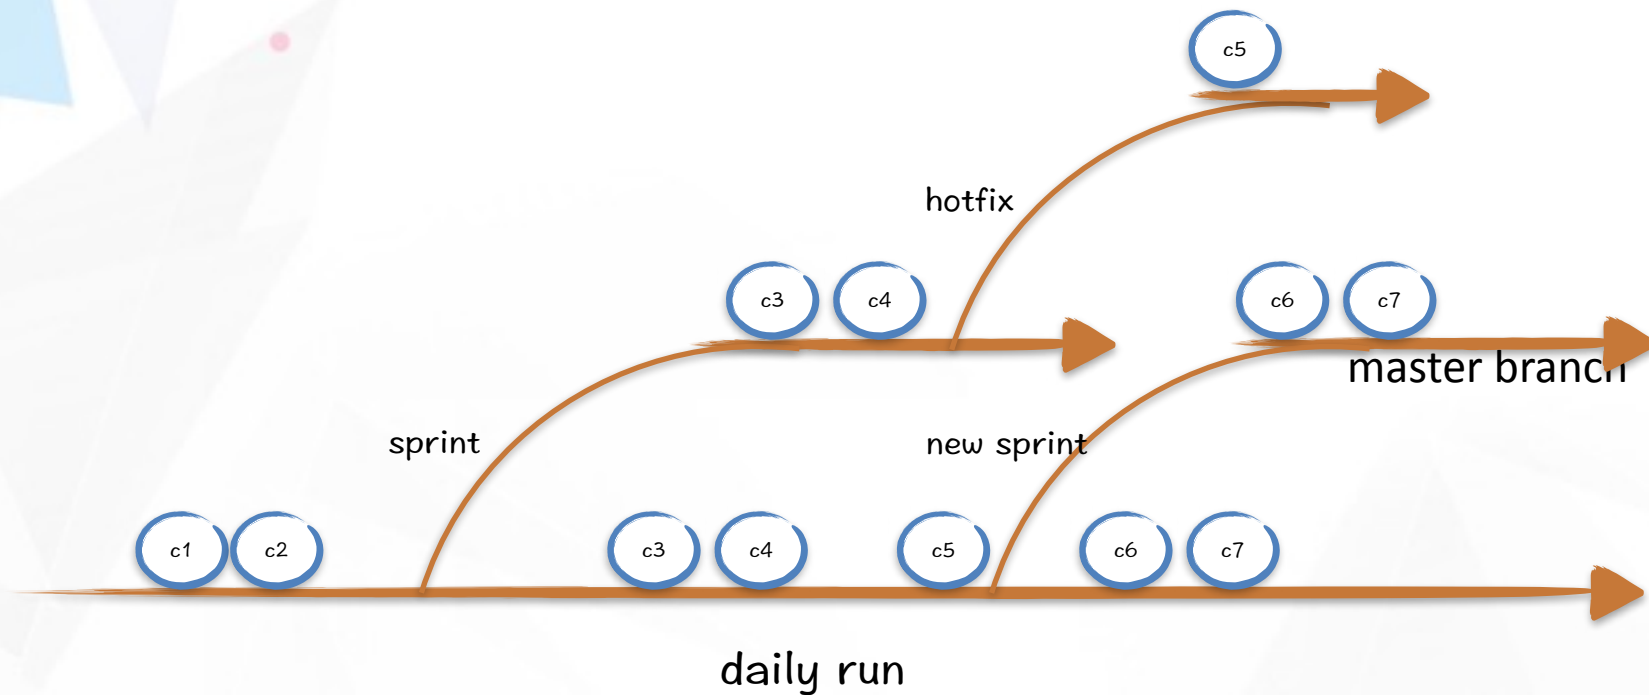 c5
hotfix
c3 c4
c6 c7
master branch
sprint
new sprint
c1 c2 c3 c4 c5 c6 c7
daily run